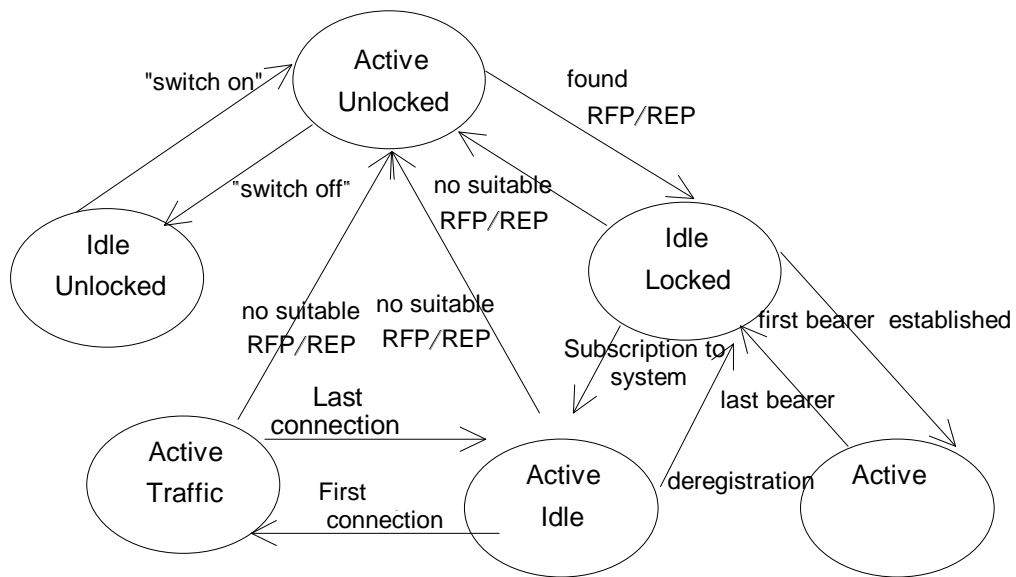 Active
Unlocked
"switch on"
found
RFP/REP
"switch off"
no suitable
RFP/REP
Idle
Unlocked
Idle
Locked
no suitable
RFP/REP
no suitable
RFP/REP
first bearer established
Subscription to
system
last bearer
Last
connection
Active
Traffic
Active
Idle
deregistration
Active
First
connection